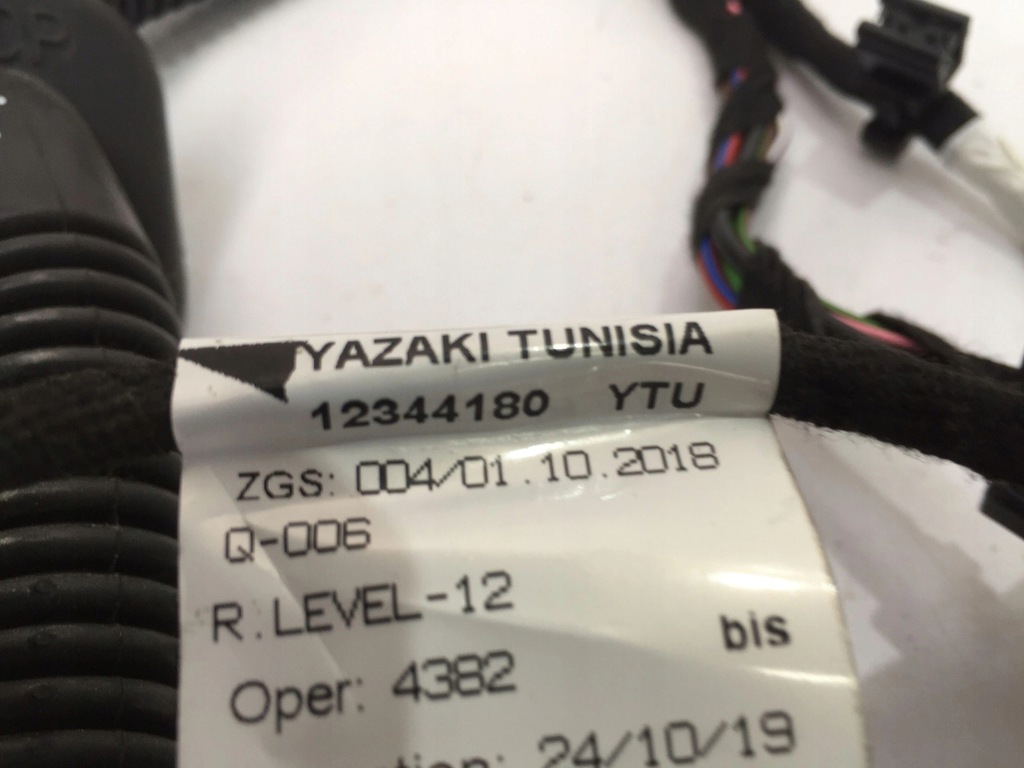 YAZAKI TUNISIA
12344180 YTU
ZGS: 004/01.10.2018
Q-006
R.LEVEL-12
bis
Oper: 4382
24/10/19